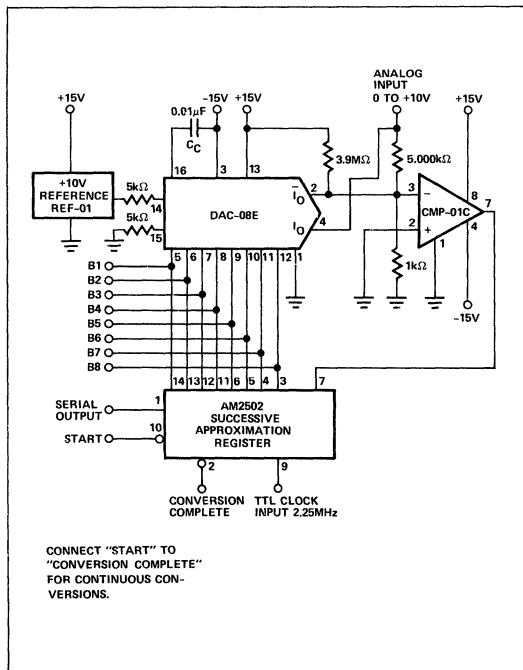 ANALOG
INPUT
0 TO +10V
+15V
-15V
+15V
+15V
0.01μF
CC
3.9MΩ
5.000kΩ
16
3
13
+10V
REFERENCE
REF-01
5kΩ
14
5kΩ
15
DAC-08E
IO
2
IO
4
3
−
CMP-01C
8
7
2
+
1
4
-15V
1kΩ
5 6 7 8 9 10 11 12 1
B1
B2
B3
B4
B5
B6
B7
B8
14 13 12 11 6 5 4 3
7
SERIAL
OUTPUT
1
START
10
AM2502
SUCCESSIVE
APPROXIMATION
REGISTER
2
9
CONVERSION
COMPLETE
TTL CLOCK
INPUT 2.25MHz
CONNECT "START" TO
"CONVERSION COMPLETE"
FOR CONTINUOUS CON-
VERSIONS.